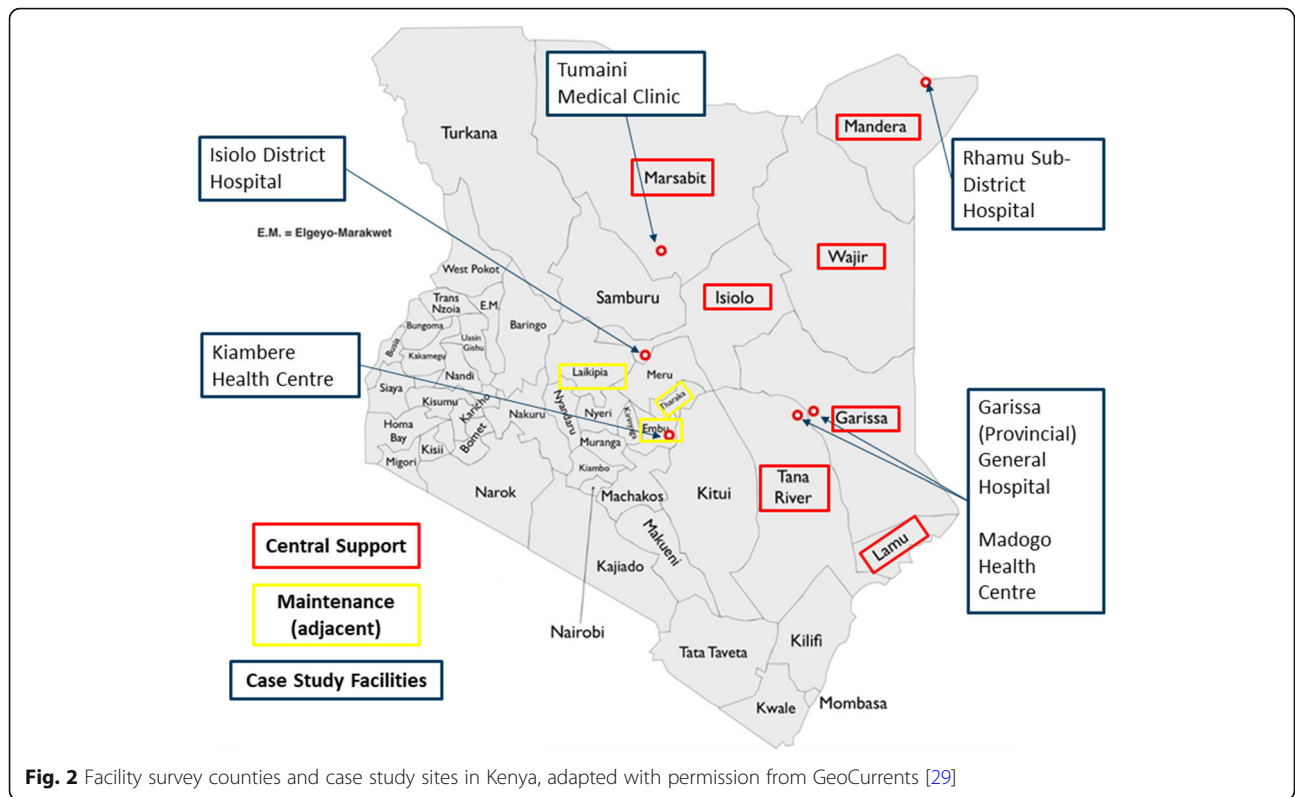 Tumaini
Medical Clinic
Turkana
Mandera
Isiolo District
Hospital
Marsabit
Rhamu Sub-
District
Hospital
E.M. = Elgeyo-Marakwet
Wajir
West Pokot
Samburu
Isiolo
Trans
Nzoia
E.M.
Baringo
Bungoma
Uasin
Gishu
Busia
Kakamegu
Kiambere
Health Centre
Laikipia
Meru
Nandi
Siaya
Tharaka
Kisumu
Karicho
Nakuru
Nyandaru
Nyeri
Kirinyiga
Embu
Garissa
Garissa
(Provincial)
General
Hospital
Madogo
Health
Centre
Homa
Bay
Kisii
Bomet
Muranga
Migori
Kiambo
Narok
Machakos
Kitui
Tana
River
Makueni
Lamu
Central Support
Kajiado
Maintenance
(adjacent)
Nairobi
Kilifi
Tata Taveta
Case Study Facilities
Mombasa
Kwale
Fig. 2 Facility survey counties and case study sites in Kenya, adapted with permission from GeoCurrents [29]